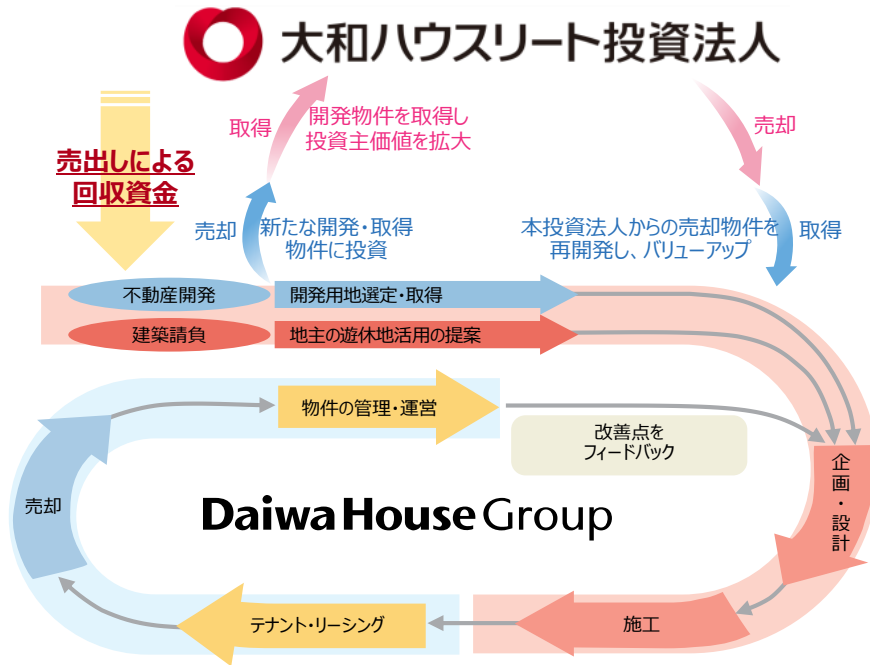 大和ハウスリート投資法人
取得
開発物件を取得し
投資主価値を拡大
売却
売出しによる
回収資金
売却
新たな開発・取得
物件に投資
本投資法人からの売却物件を
再開発し、バリューアップ
取得
不動産開発
開発用地選定・取得
建築請負
地主の遊休地活用の提案
物件の管理・運営
改善点を
フィードバック
企画・設計
売却
DaiwaHouse Group
テナント・リーシング
施工